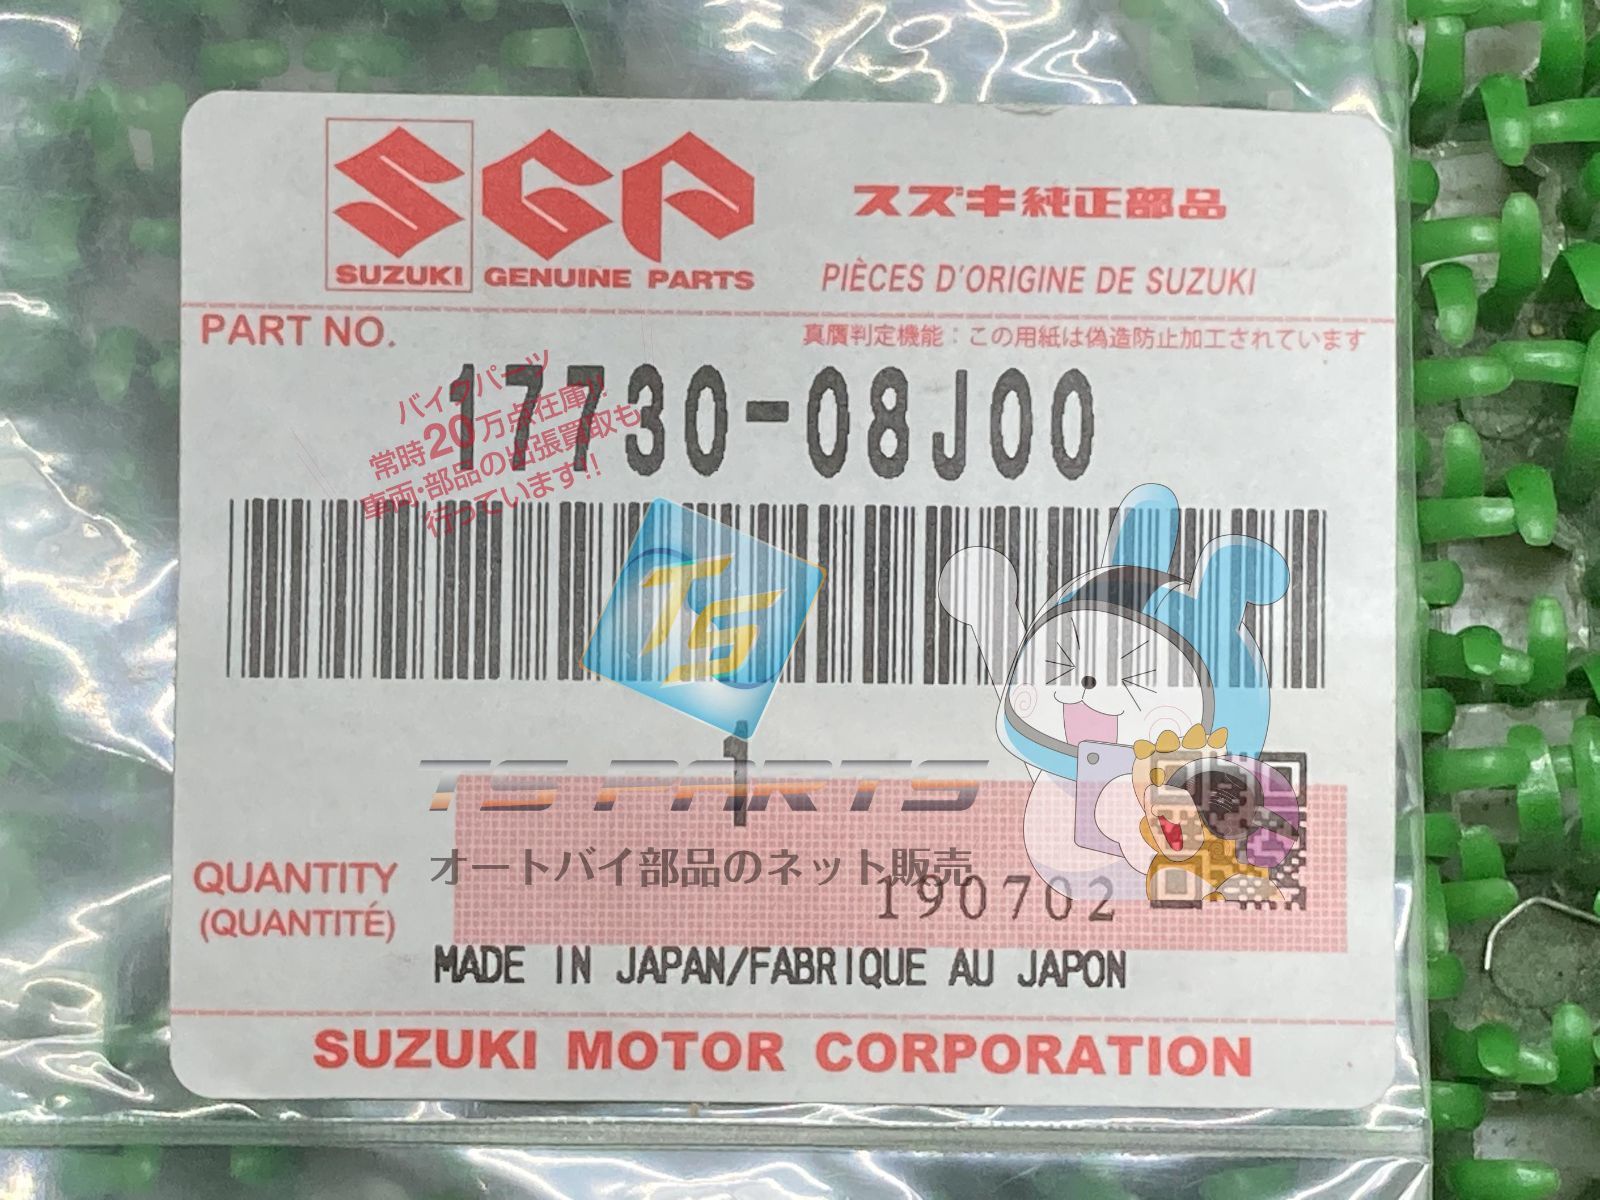 SGP
SUZUKI GENUINE PARTS
スズキ純正部品
PIÈCES D'ORIGINE DE SUZUKI
PART NO.
真贋判定機能：この用紙は偽造防止加工されています
17730-08J00
バイクパーツ
常時20万点在庫!!
車両・部品の出張買取も
行っています!!
TS
1
TS PARTS
オートバイ部品のネット販売
QUANTITY
(QUANTITÉ)
190702
MADE IN JAPAN/FABRIQUE AU JAPON
SUZUKI MOTOR CORPORATION